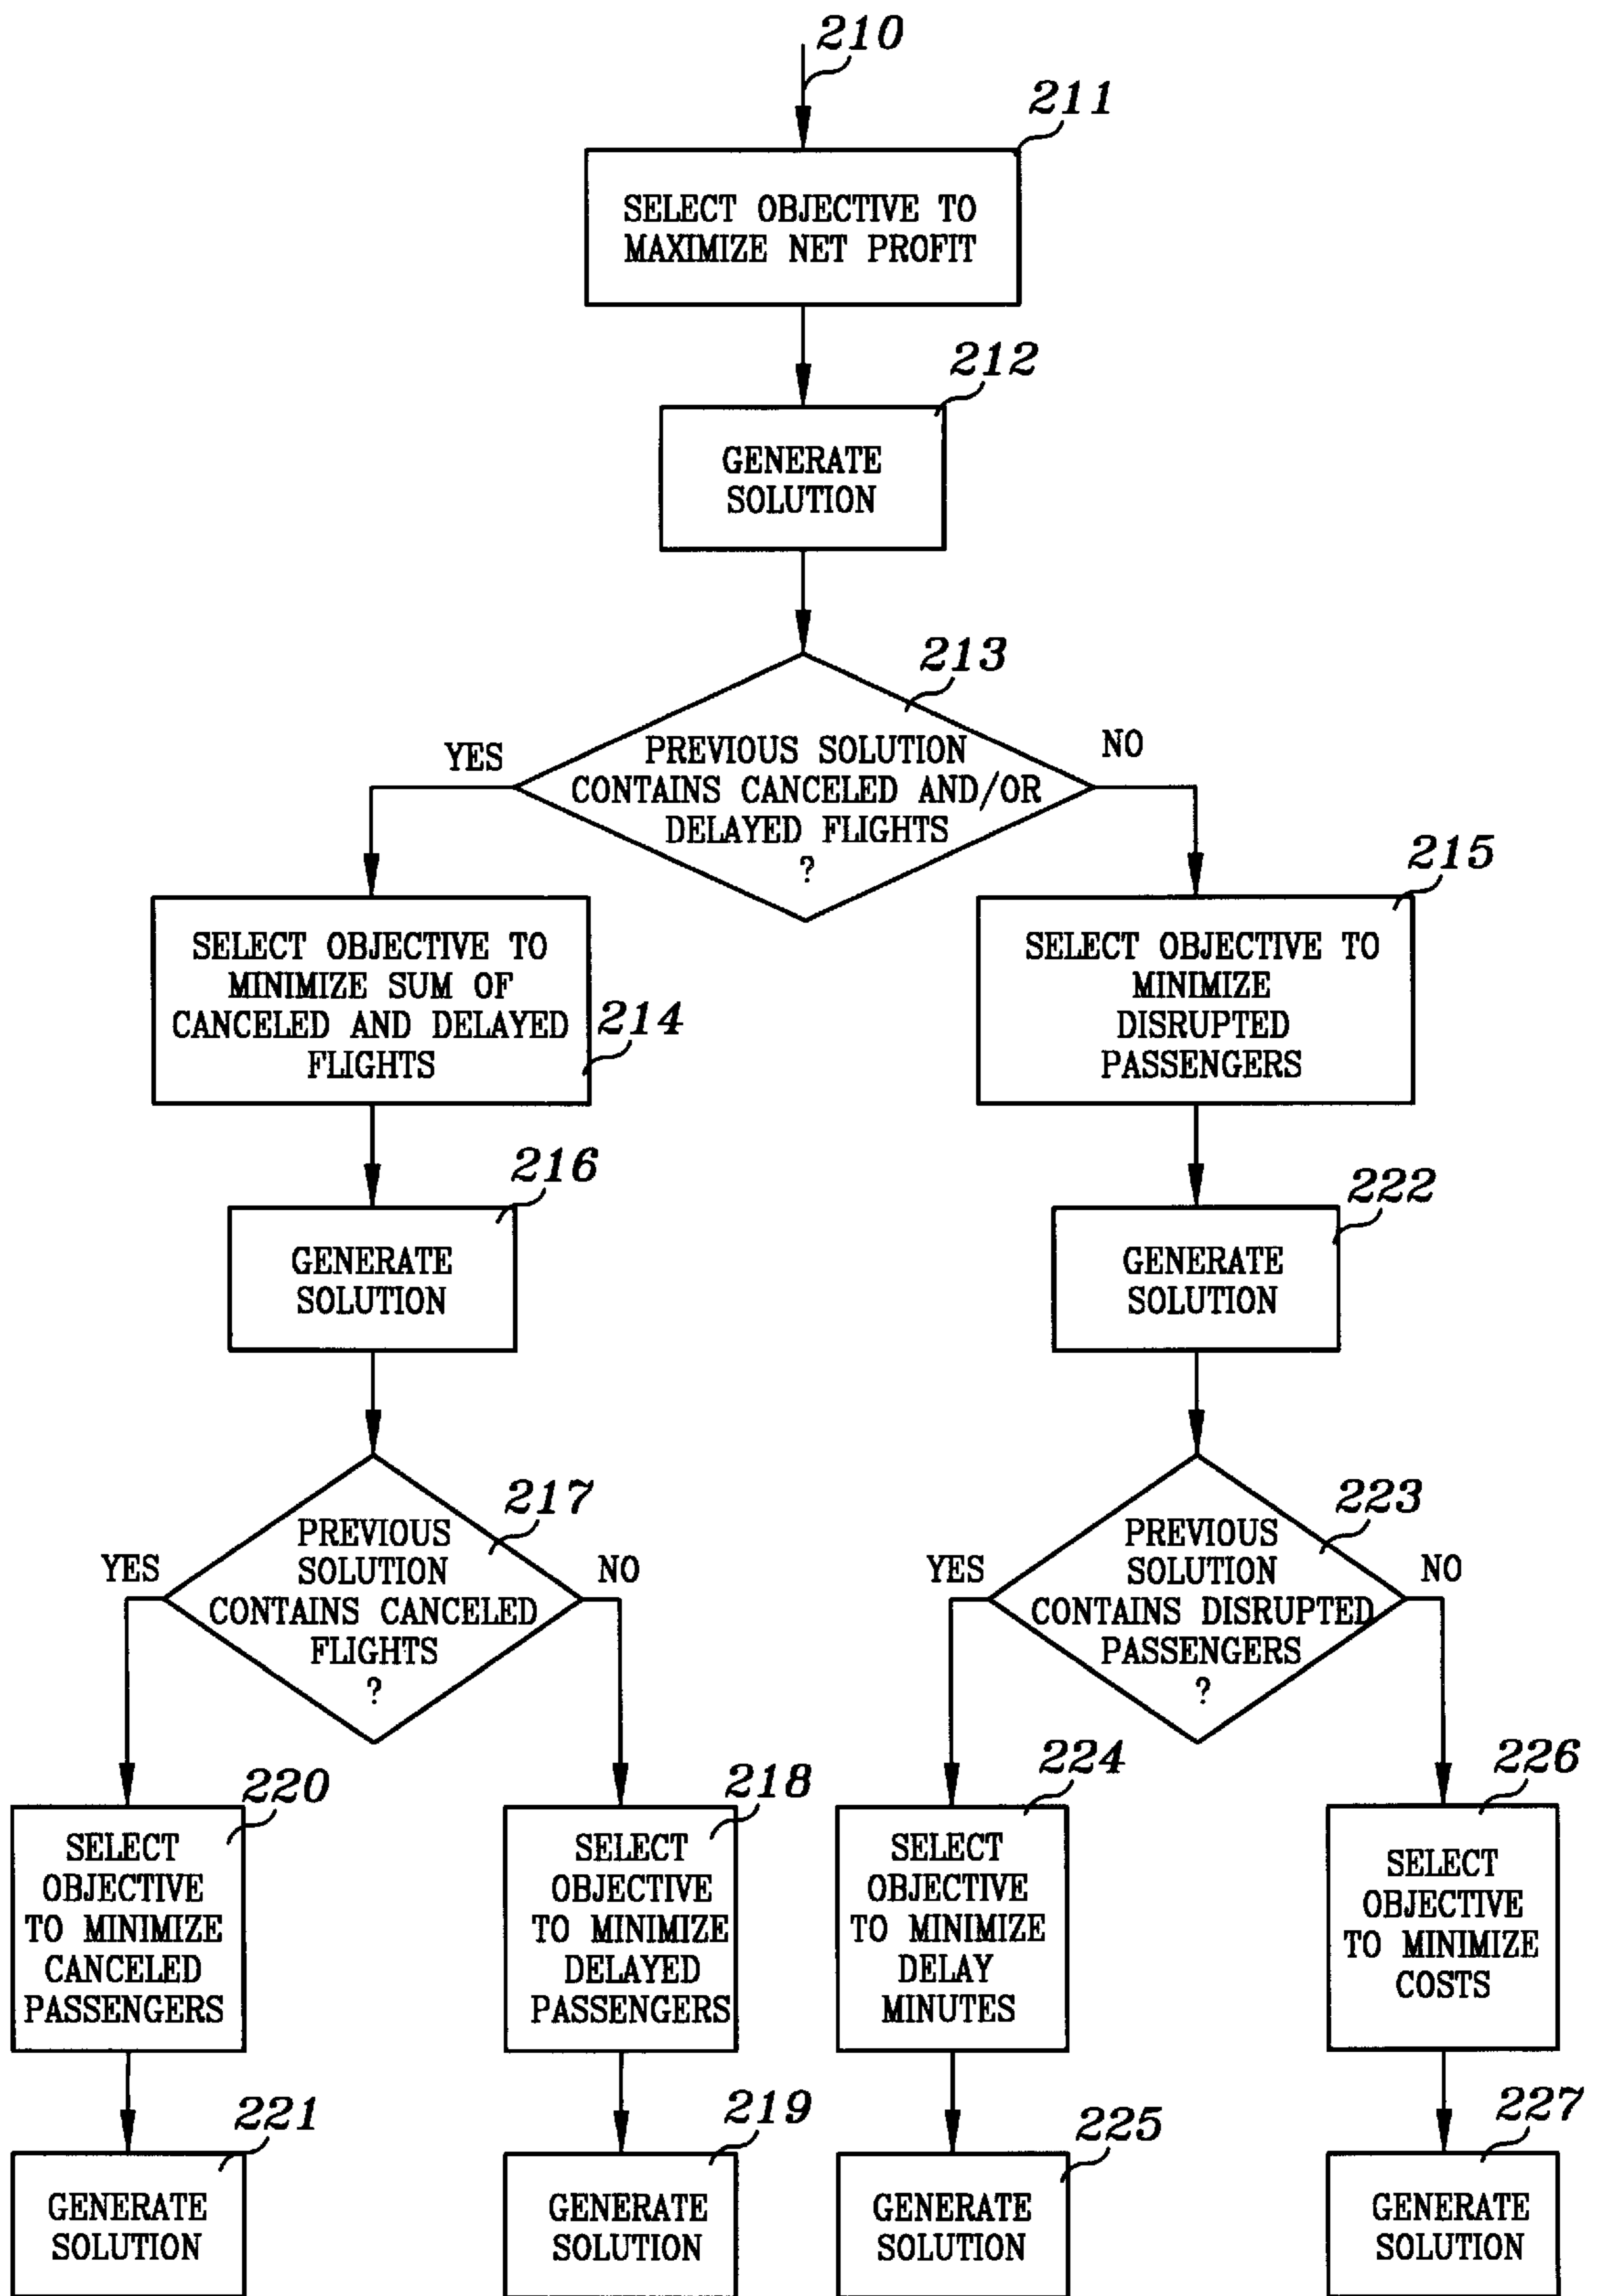 210
211
SELECT OBJECTIVE TO
MAXIMIZE NET PROFIT
212
GENERATE
SOLUTION
213
YES
NO
PREVIOUS SOLUTION
CONTAINS CANCELED AND/OR
DELAYED FLIGHTS
?
214
SELECT OBJECTIVE TO
MINIMIZE SUM OF
CANCELED AND DELAYED
FLIGHTS
215
SELECT OBJECTIVE TO
MINIMIZE
DISRUPTED
PASSENGERS
216
GENERATE
SOLUTION
222
GENERATE
SOLUTION
217
YES
NO
PREVIOUS
SOLUTION
CONTAINS CANCELED
FLIGHTS
?
223
YES
NO
PREVIOUS
SOLUTION
CONTAINS DISRUPTED
PASSENGERS
?
220
SELECT
OBJECTIVE
TO MINIMIZE
CANCELED
PASSENGERS
218
SELECT
OBJECTIVE
TO MINIMIZE
DELAYED
PASSENGERS
224
SELECT
OBJECTIVE
TO MINIMIZE
DELAY
MINUTES
226
SELECT
OBJECTIVE
TO MINIMIZE
COSTS
221
GENERATE
SOLUTION
219
GENERATE
SOLUTION
225
GENERATE
SOLUTION
227
GENERATE
SOLUTION